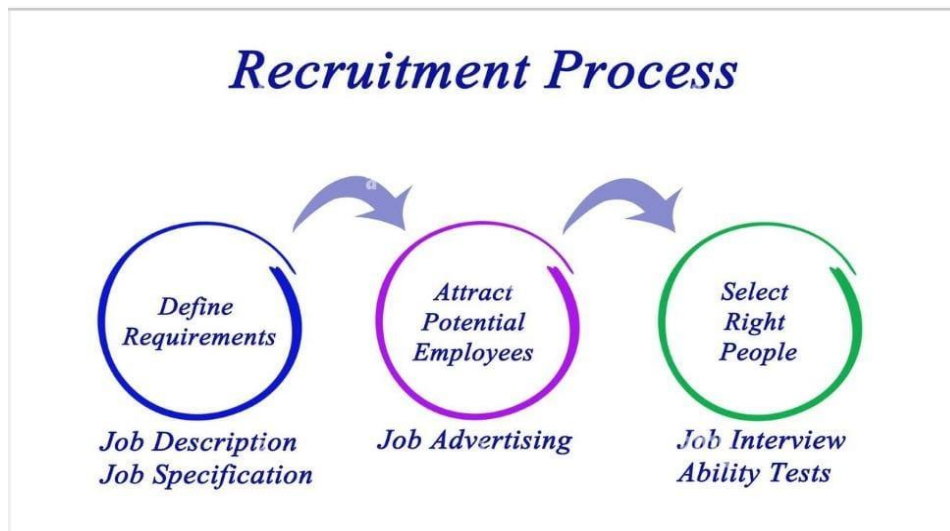 Recruitment Process
Define
Requirements
Attract
Potential
Employees
Select
Right
People
Job Description
Job Specification
Job Advertising
Job Interview
Ability Tests
a